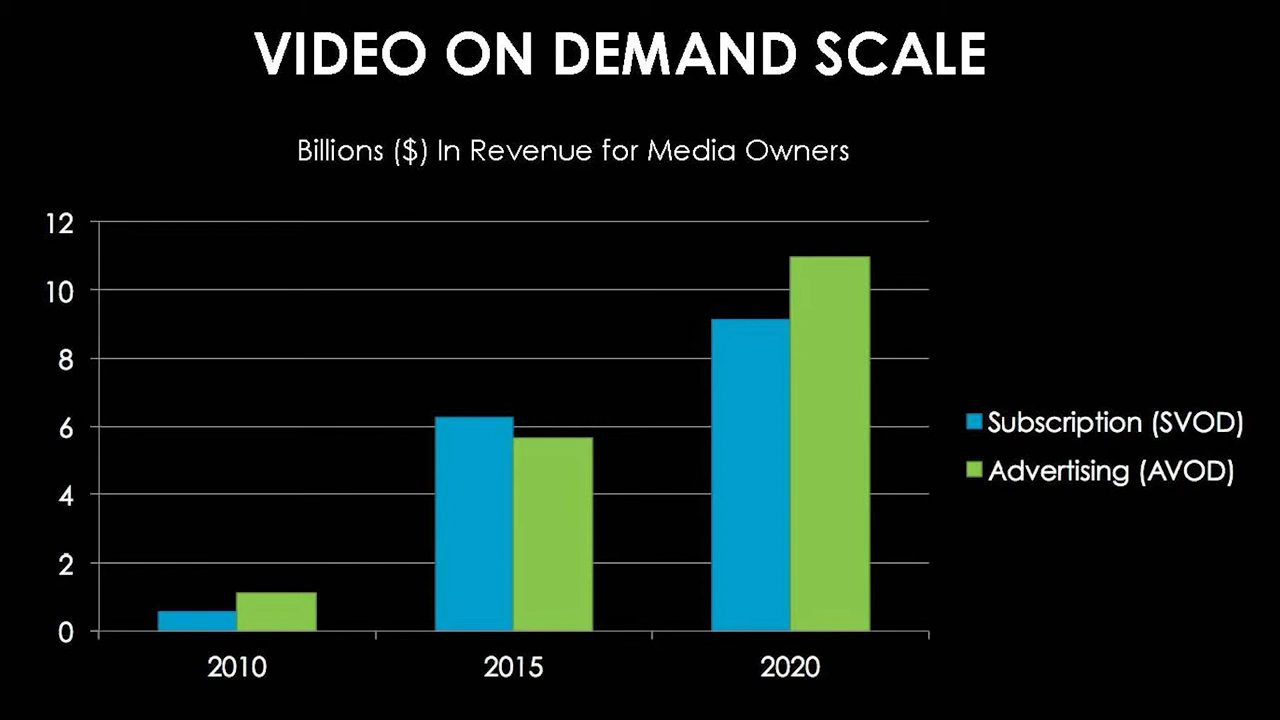 VIDEO ON DEMAND SCALE
Billions ($) In Revenue for Media Owners
12
10
8
6
4
2
0
2010 2015 2020
Subscription (SVOD)
Advertising (AVOD)